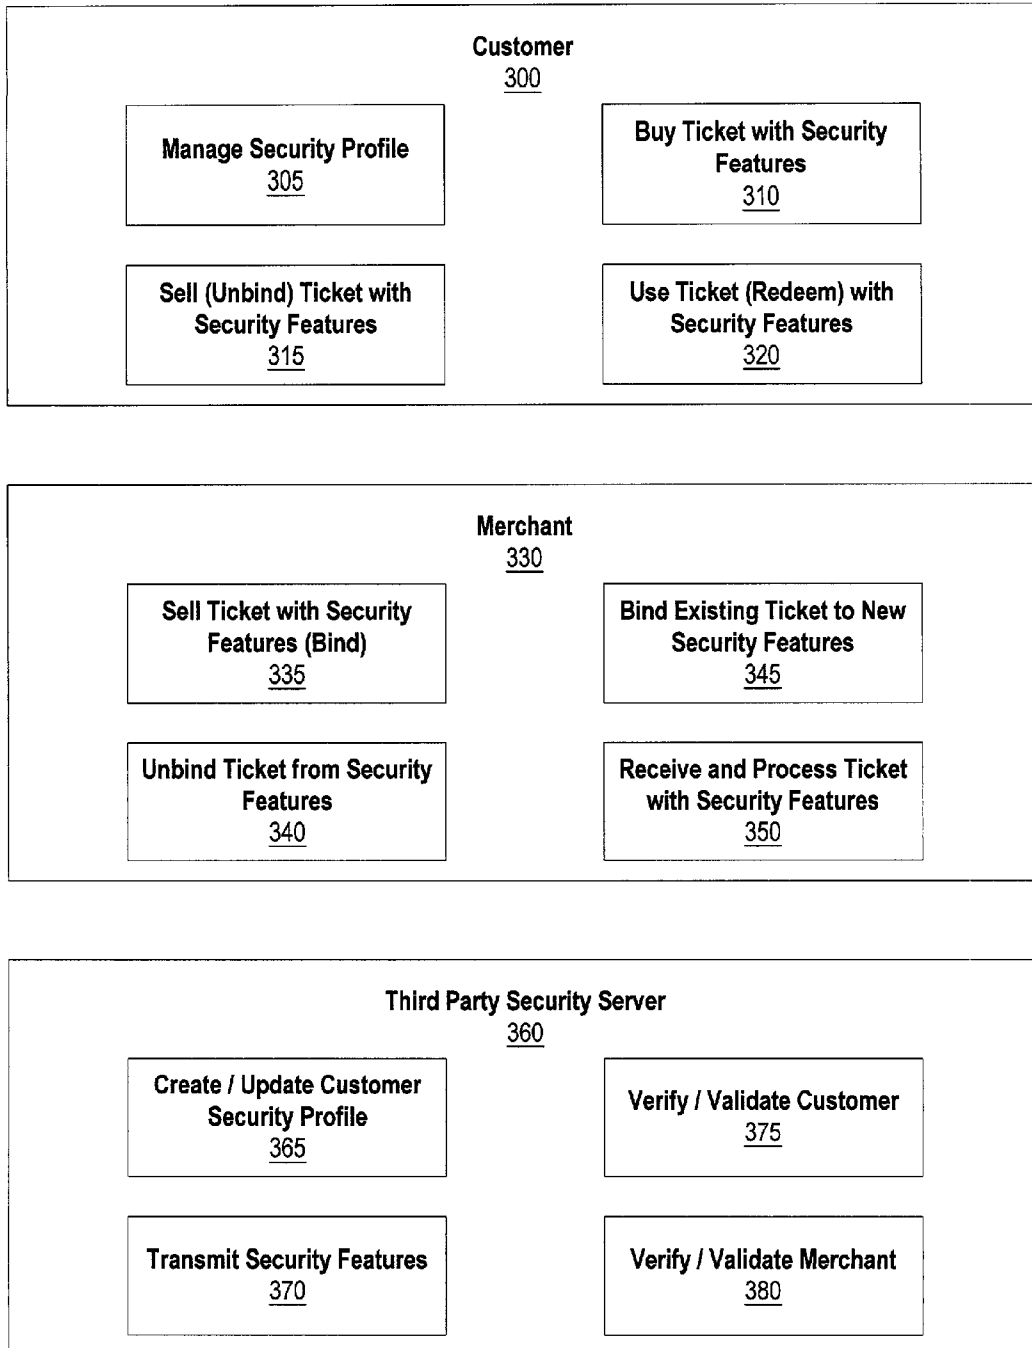 Customer
300
Manage Security Profile
305
Buy Ticket with Security
Features
310
Sell (Unbind) Ticket with
Security Features
315
Use Ticket (Redeem) with
Security Features
320
Merchant
330
Sell Ticket with Security
Features (Bind)
335
Bind Existing Ticket to New
Security Features
345
Unbind Ticket from Security
Features
340
Receive and Process Ticket
with Security Features
350
Third Party Security Server
360
Create / Update Customer
Security Profile
365
Verify / Validate Customer
375
Transmit Security Features
370
Verify / Validate Merchant
380